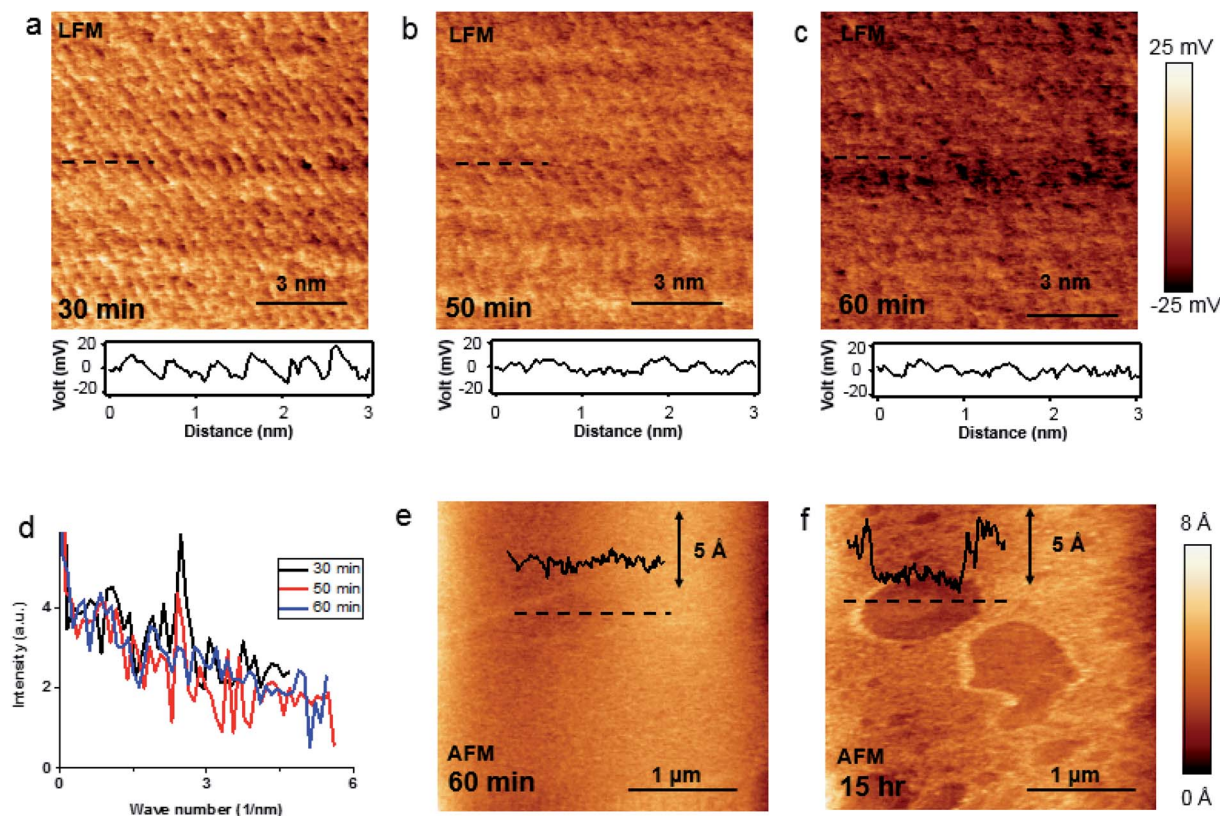 a
LFM
30 min
3 nm
b
LFM
50 min
3 nm
c
LFM
60 min
3 nm
25 mV
-25 mV
Volt (mV)
20
0
-20
0 1 2 3
Distance (nm)
Volt (mV)
20
0
-20
0 1 2 3
Distance (nm)
Volt (mV)
20
0
-20
0 1 2 3
Distance (nm)
d
Intensity (a.u.)
4
2
0
0 3 6
Wave number (1/nm)
30 min
50 min
60 min
e
5 Å
AFM
60 min
1 µm
f
5 Å
AFM
15 hr
1 µm
8 Å
0 Å